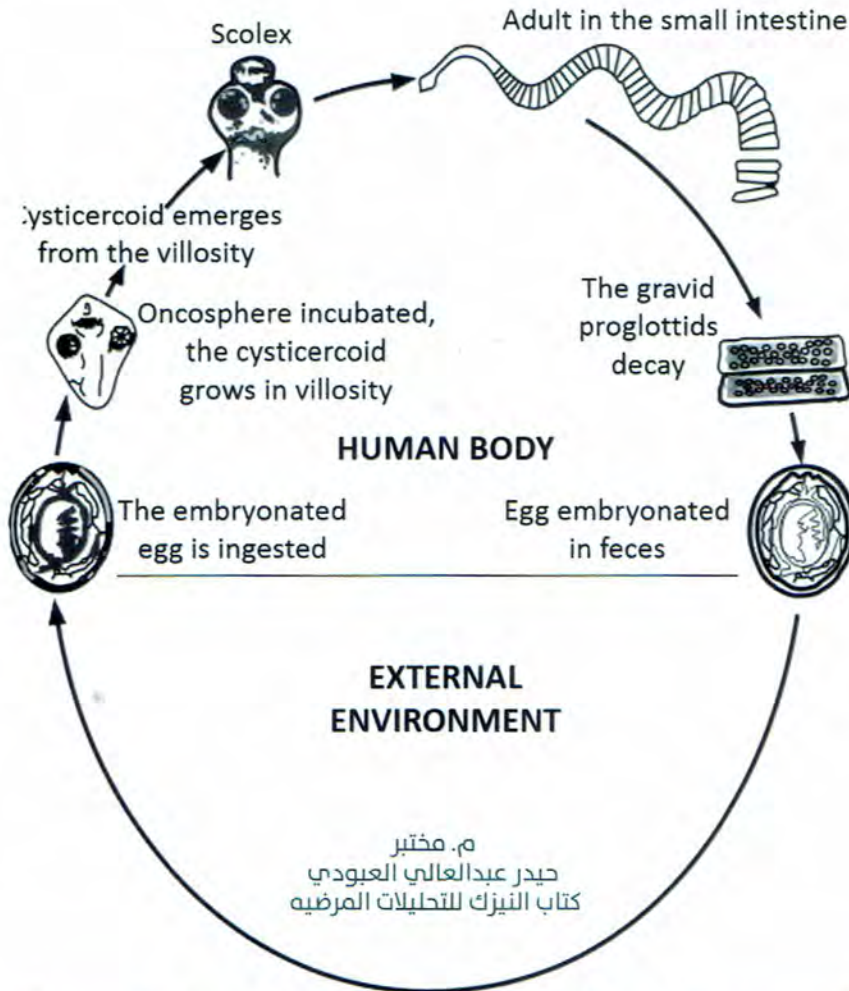 Scolex
Adult in the small intestine
ysticercoid emerges
from the villosity
Oncosphere incubated,
the cysticercoid
grows in villosity
The gravid
proglottids
decay
HUMAN BODY
The embryonated
egg is ingested
Egg embryonated
in feces
EXTERNAL
ENVIRONMENT
م. مختبر
حيدر عبدالعالي العبودي
كتاب النيزك للتحليلات المرضيه